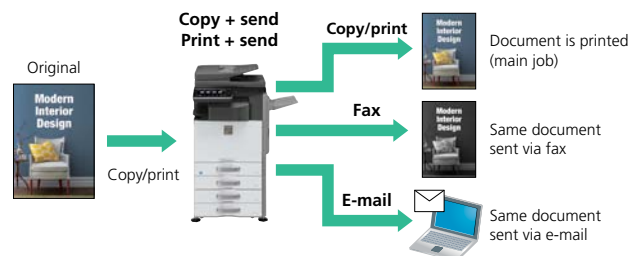 Copy + send
Print + send
Original
Modern
Interior
Design
Copy/print
Copy/print
Modern
Interior
Design
Document is printed
(main job)
Fax
Modern
Interior
Design
Same document
sent via fax
E-mail
Same document
sent via e-mail